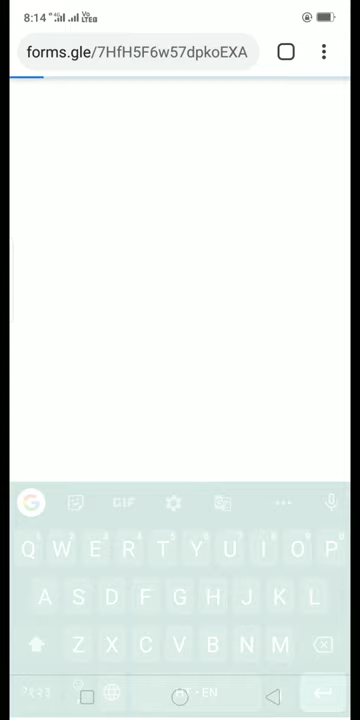 8:14
forms.gle/7HfH5F6w57dpkoEXA
GIF
Q W E R T Y U I O P
A S D F G H J K L
Z X C V B N M